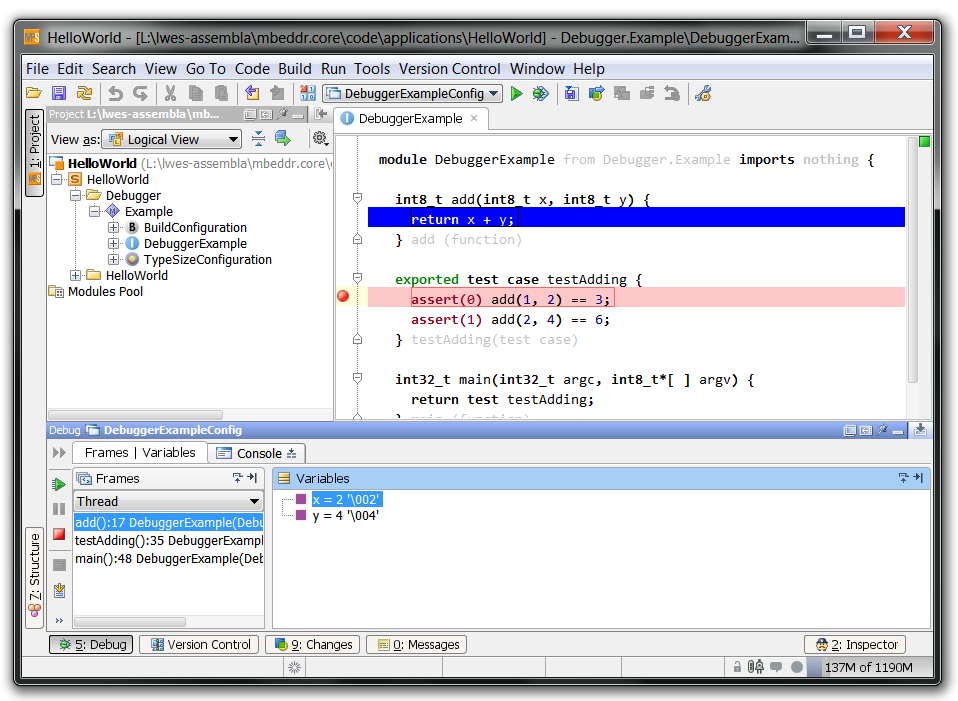 HelloWorld - [L:\lwes-assembla\mbeddr.core\code\applications\HelloWorld] - Debugger.Example\DebuggerExam...
File Edit Search View Go To Code Build Run Tools Version Control Window Help
DebuggerExampleConfig
1: Project
Project L:\lwes-assembla\mb...
View as: Logical View
HelloWorld (L:\lwes-assembla\mbeddr.core\
HelloWorld
Debugger
Example
B BuildConfiguration
I DebuggerExample
TypeSizeConfiguration
HelloWorld
Modules Pool
I DebuggerExample
module DebuggerExample from Debugger.Example imports nothing {
int8_t add(int8_t x, int8_t y) {
return x + y;
} add (function)
exported test case testAdding {
assert(0) add(1, 2) == 3;
assert(1) add(2, 4) == 6;
} testAdding(test case)
int32_t main(int32_t argc, int8_t*[ ] argv) {
return test testAdding;
} main (function)
Debug DebuggerExampleConfig
Frames | Variables
Console
Frames
Thread
add():17 DebuggerExample(Debu
testAdding():35 DebuggerExampl
main():48 DebuggerExample(Deb
Variables
x = 2 '\002'
y = 4 '\004'
Z: Structure
5: Debug
Version Control
9: Changes
0: Messages
2: Inspector
137M of 1190M